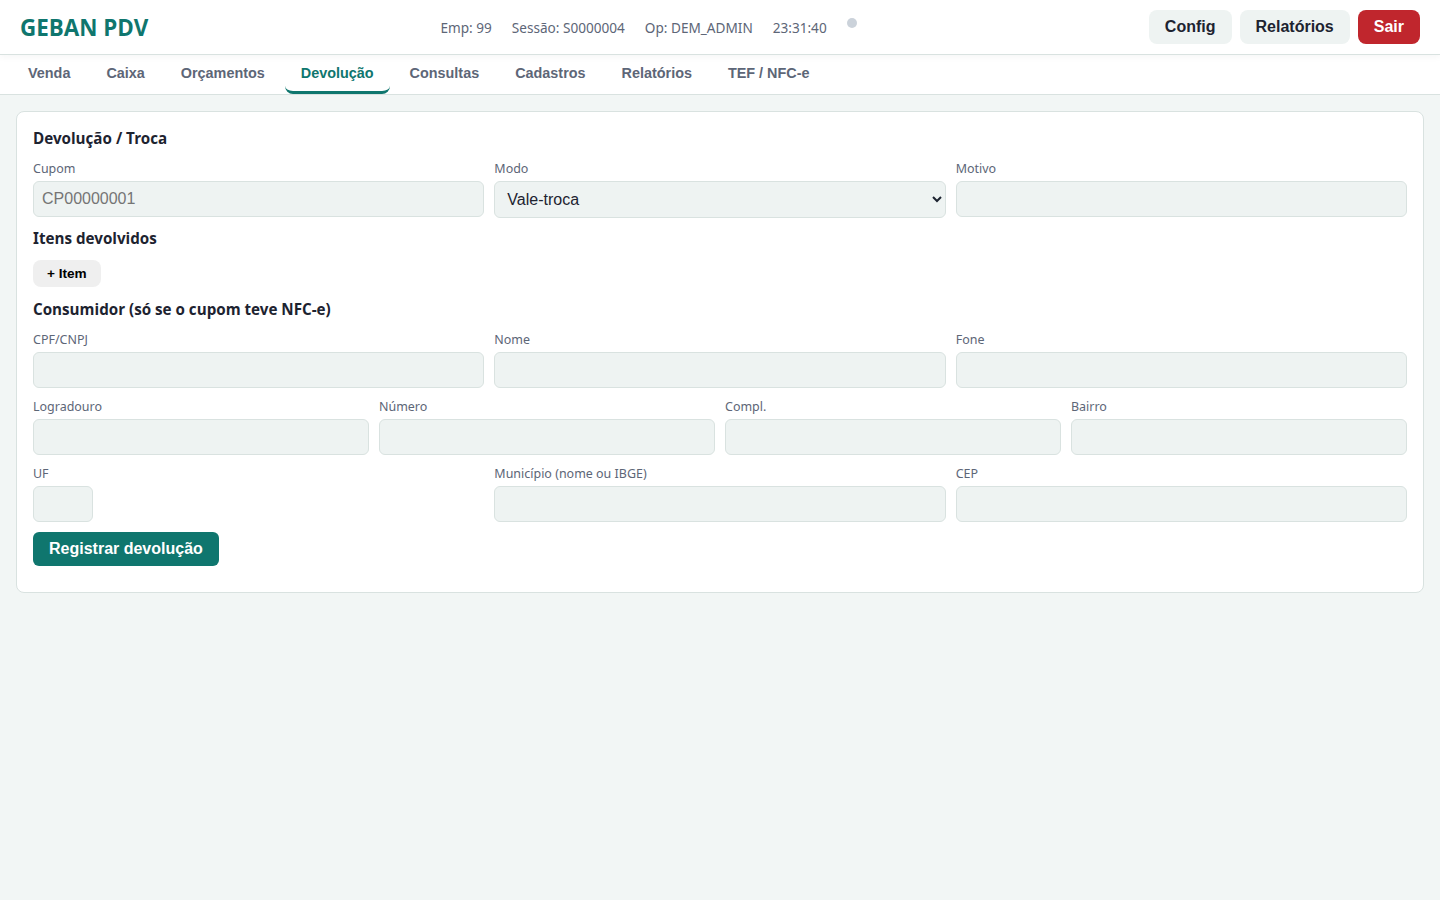 GEBAN PDV
Emp: 99 Sessão: S0000004 Op: DEM_ADMIN 23:31:40
Config Relatórios Sair
Venda Caixa Orçamentos Devolução Consultas Cadastros Relatórios TEF / NFC-e
Devolução / Troca
Cupom Modo Motivo
CP00000001 Vale-troca
Itens devolvidos
+ Item
Consumidor (só se o cupom teve NFC-e)
CPF/CNPJ Nome Fone
Logradouro Número Compl. Bairro
UF Município (nome ou IBGE) CEP
Registrar devolução